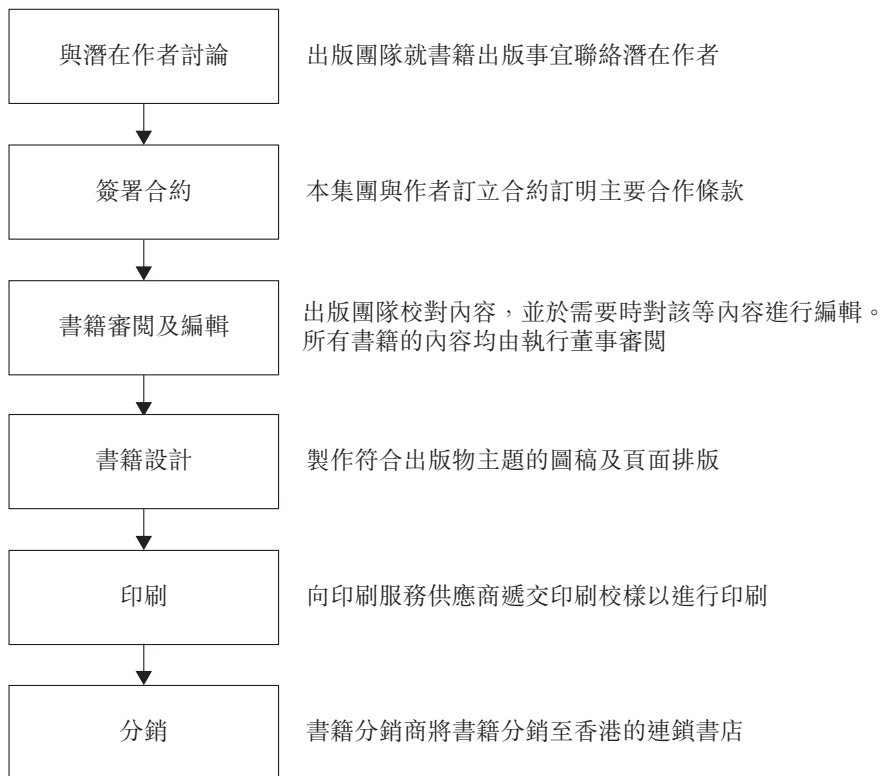 與潛在作者討論
出版團隊就書籍出版事宜聯絡潛在作者
簽署合約
本集團與作者訂立合約訂明主要合作條款
書籍審閱及編輯
出版團隊校對內容，並於需要時對該等內容進行編輯。
所有書籍的內容均由執行董事審閱
書籍設計
製作符合出版物主題的圖稿及頁面排版
印刷
向印刷服務供應商遞交印刷校樣以進行印刷
分銷
書籍分銷商將書籍分銷至香港的連鎖書店